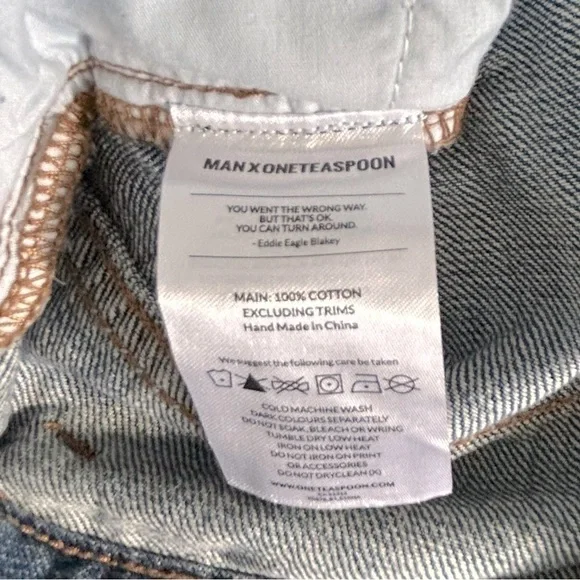 MAN X ONETEASPOON
YOU WENT THE WRONG WAY.
BUT THAT'S OK.
YOU CAN TURN AROUND.
- Eddie Eagle Blakey
MAIN: 100% COTTON
EXCLUDING TRIMS
Hand Made in China
We suggest the following care be taken
COLD MACHINE WASH
DARK COLOURS SEPARATELY
DO NOT SOAK, BLEACH OR WRING
TUMBLE DRY LOW HEAT
IRON ON LOW HEAT
DO NOT IRON ON PRINT
OR ACCESSORIES
DO NOT DRYCLEAN (X)
WWW.ONETEASPOON.COM